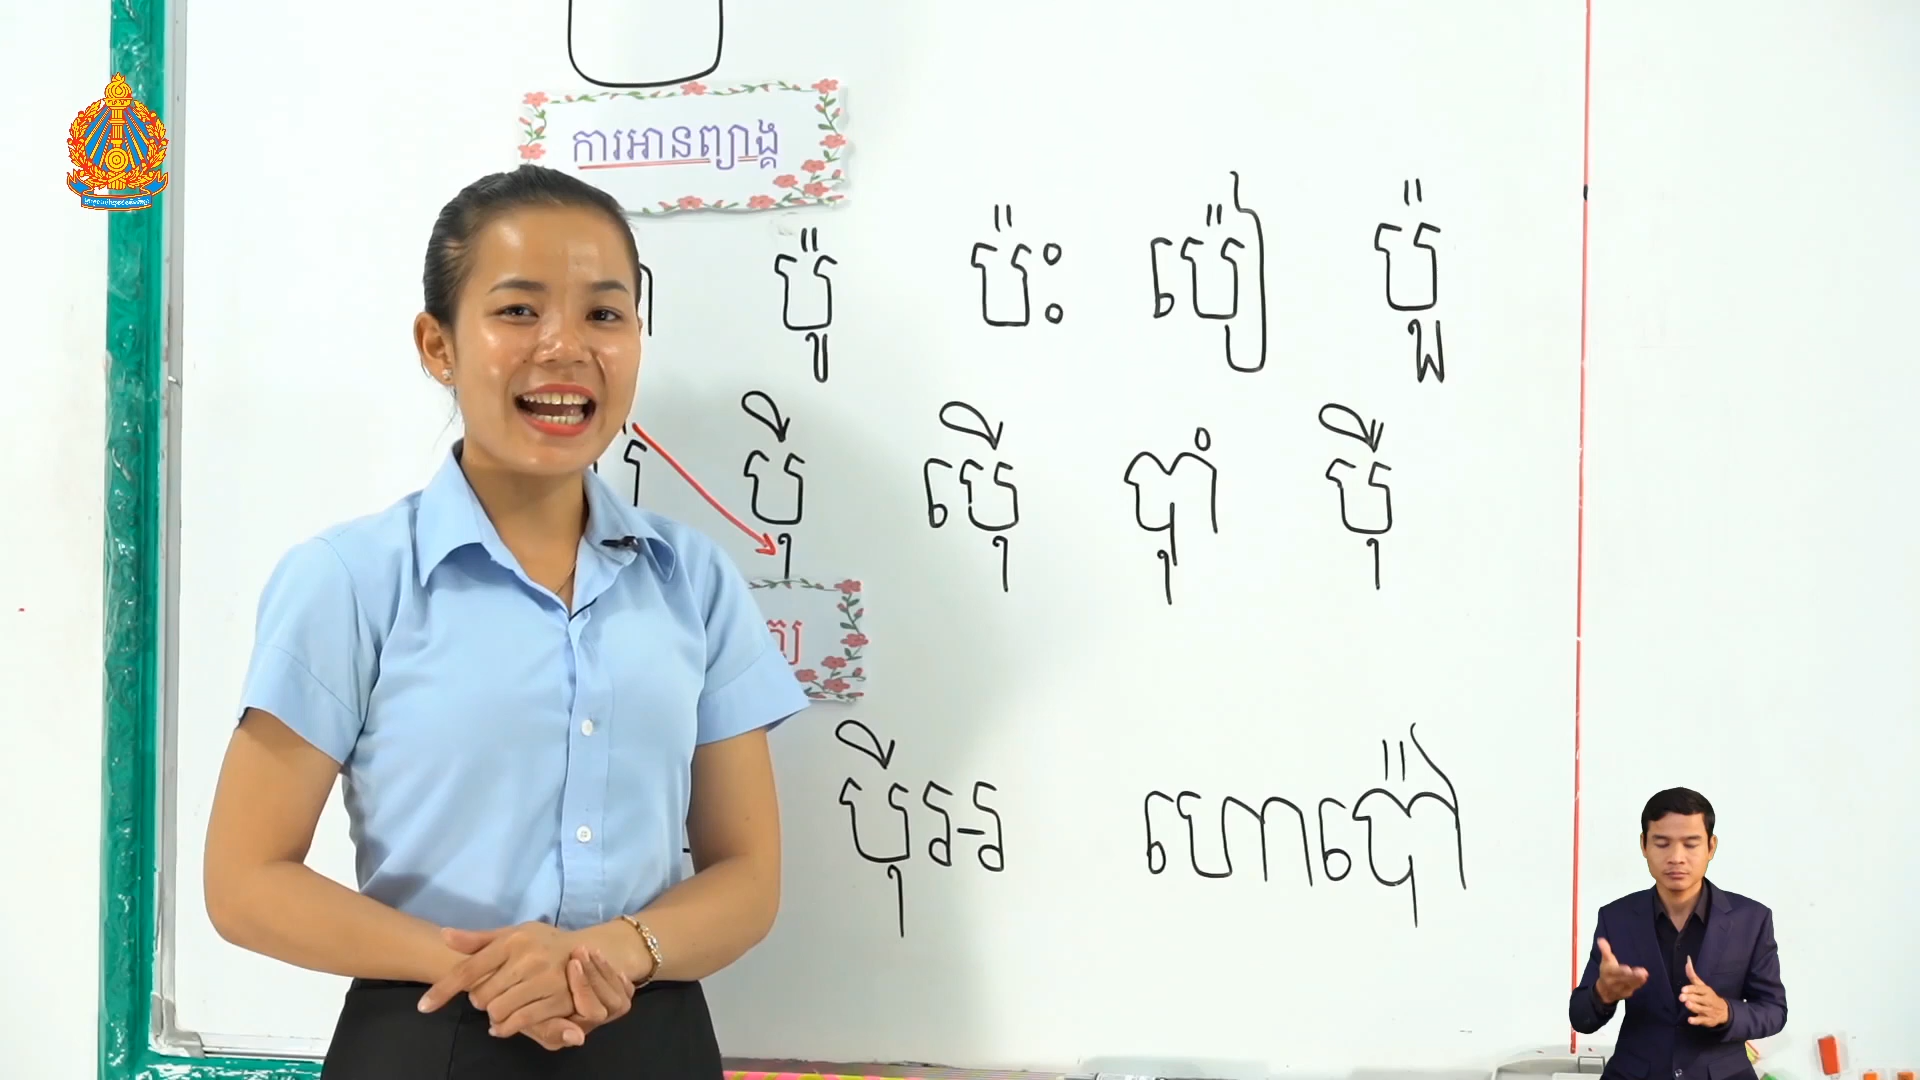 ការអានព្យាង្គ
ប៉ូ ប៉ះ ប៉ៀ ប៉ួ
ប៊ី ប៊ើ ប៉ាំ ប៊ឺ
ប៊ីអរ ហោប៉ៅ